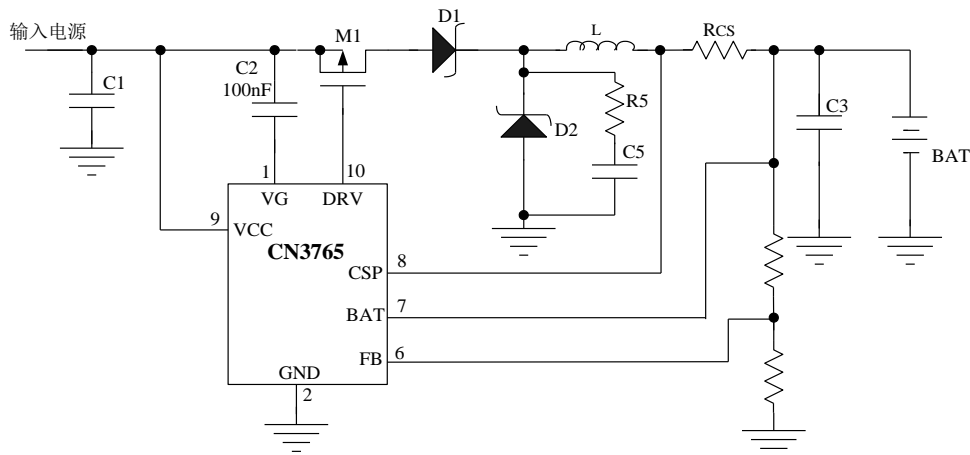 输入电源
M1
D1
L
RCS
C1
C2
100nF
R5
D2
C5
C3
BAT
1
10
VG
DRV
9
VCC
CN3765
CSP
8
BAT
7
FB
6
GND
2